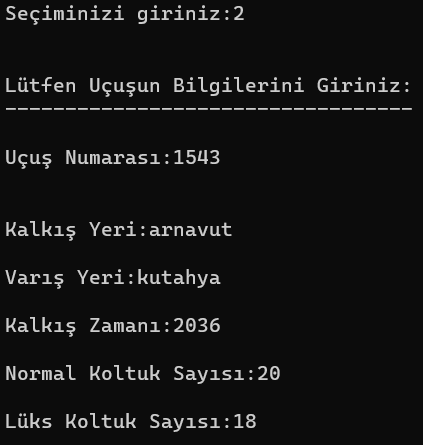 Seçiminizi giriniz:2
Lütfen Uçuşun Bilgilerini Giriniz:
----------------------------------
Uçuş Numarası:1543
Kalkış Yeri:arnavut
Varış Yeri:kutahya
Kalkış Zamanı:2036
Normal Koltuk Sayısı:20
Lüks Koltuk Sayısı:18